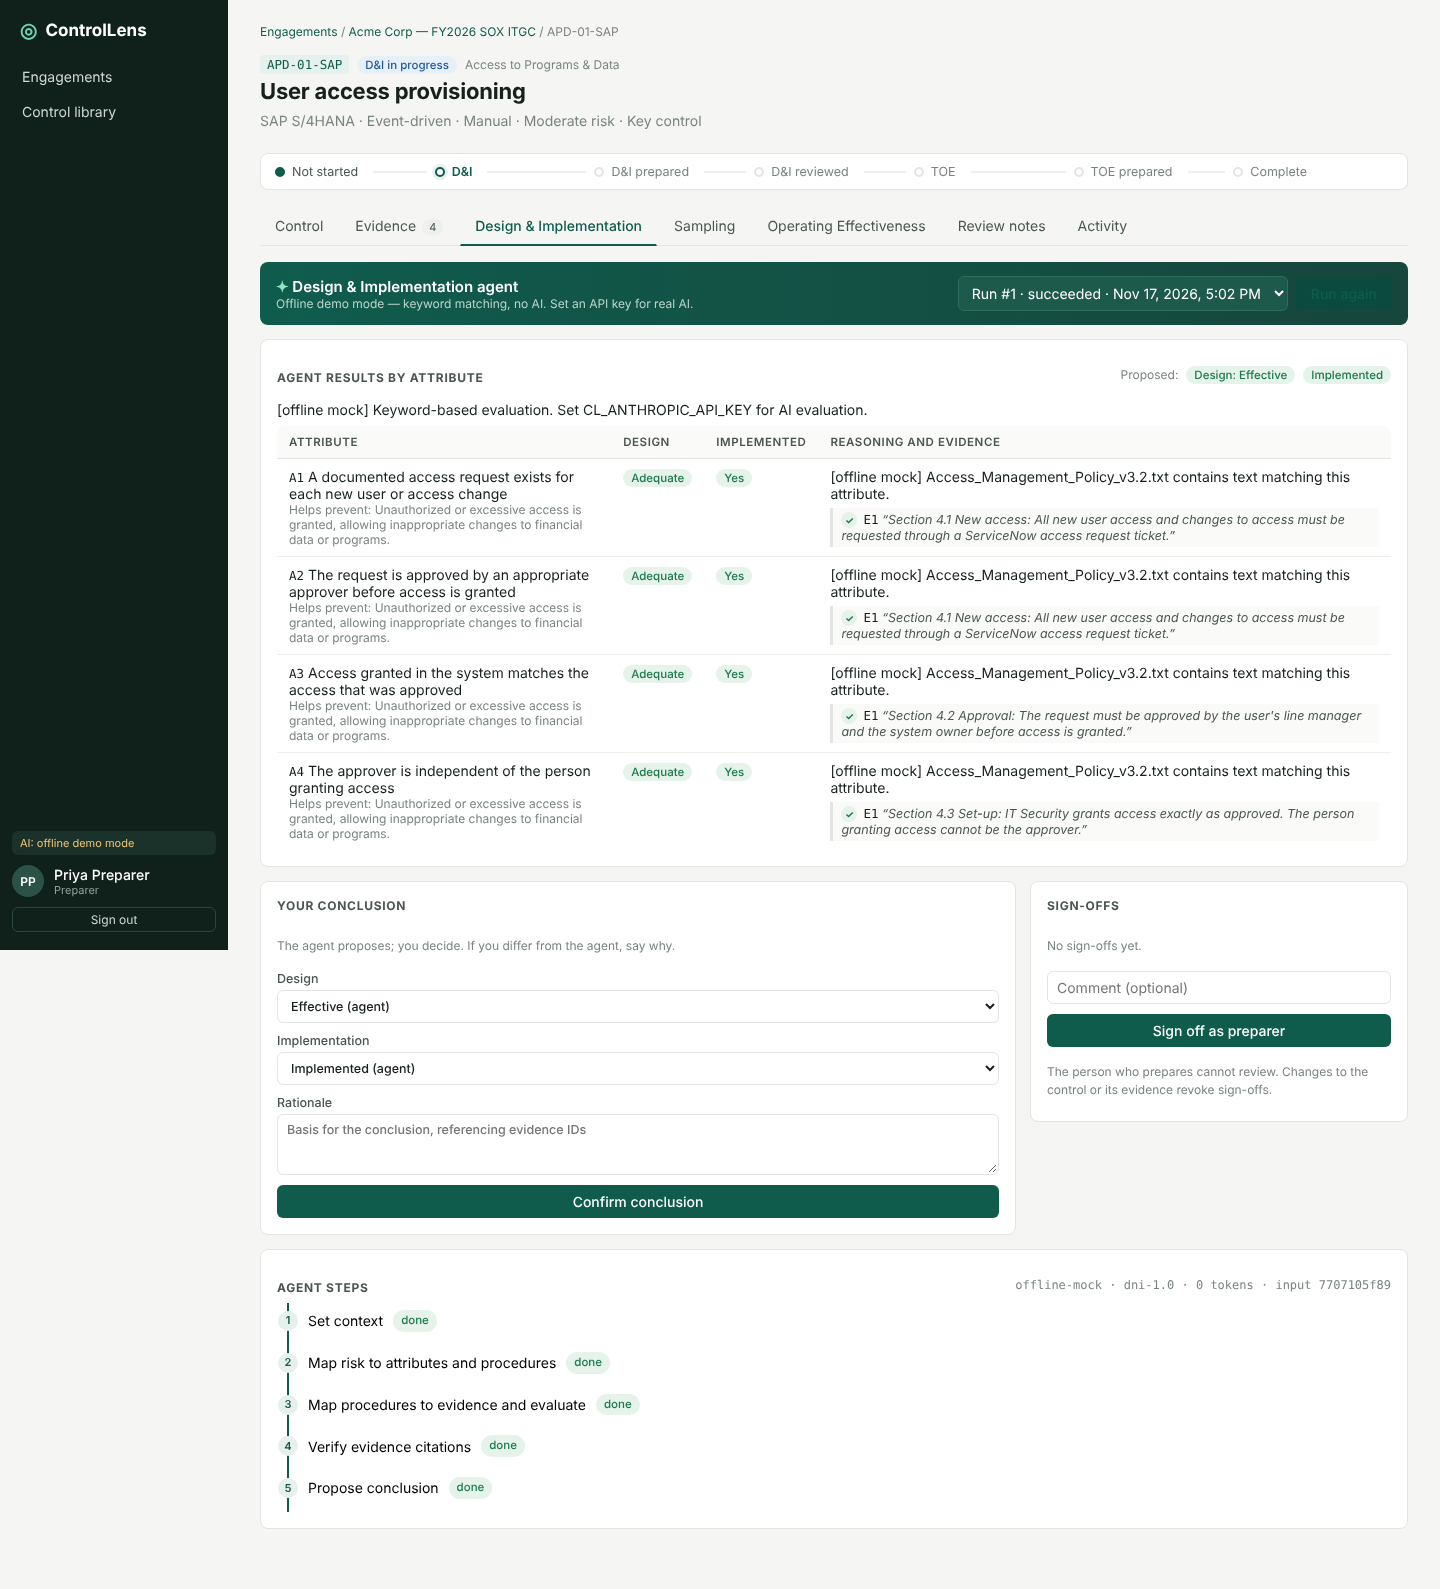 ControlLens
Engagements
Control library
AI: offline demo mode
PP
Priya Preparer
Preparer
Sign out
Engagements / Acme Corp — FY2026 SOX ITGC / APD-01-SAP
APD-01-SAP D&I in progress Access to Programs & Data
User access provisioning
SAP S/4HANA · Event-driven · Manual · Moderate risk · Key control
Not started D&I D&I prepared D&I reviewed TOE TOE prepared Complete
Control Evidence 4 Design & Implementation Sampling Operating Effectiveness Review notes Activity
✦ Design & Implementation agent
Offline demo mode — keyword matching, no AI. Set an API key for real AI.
Run #1 · succeeded · Nov 17, 2026, 5:02 PM Run again
AGENT RESULTS BY ATTRIBUTE
Proposed: Design: Effective Implemented
[offline mock] Keyword-based evaluation. Set CL_ANTHROPIC_API_KEY for AI evaluation.
ATTRIBUTE DESIGN IMPLEMENTED REASONING AND EVIDENCE
A1 A documented access request exists for
each new user or access change
Helps prevent: Unauthorized or excessive access is
granted, allowing inappropriate changes to financial
data or programs.
Adequate Yes
[offline mock] Access_Management_Policy_v3.2.txt contains text matching this
attribute.
✓ E1 “Section 4.1 New access: All new user access and changes to access must be
requested through a ServiceNow access request ticket.”
A2 The request is approved by an appropriate
approver before access is granted
Helps prevent: Unauthorized or excessive access is
granted, allowing inappropriate changes to financial
data or programs.
Adequate Yes
[offline mock] Access_Management_Policy_v3.2.txt contains text matching this
attribute.
✓ E1 “Section 4.1 New access: All new user access and changes to access must be
requested through a ServiceNow access request ticket.”
A3 Access granted in the system matches the
access that was approved
Helps prevent: Unauthorized or excessive access is
granted, allowing inappropriate changes to financial
data or programs.
Adequate Yes
[offline mock] Access_Management_Policy_v3.2.txt contains text matching this
attribute.
✓ E1 “Section 4.2 Approval: The request must be approved by the user's line manager
and the system owner before access is granted.”
A4 The approver is independent of the person
granting access
Helps prevent: Unauthorized or excessive access is
granted, allowing inappropriate changes to financial
data or programs.
Adequate Yes
[offline mock] Access_Management_Policy_v3.2.txt contains text matching this
attribute.
✓ E1 “Section 4.3 Set-up: IT Security grants access exactly as approved. The person
granting access cannot be the approver.”
YOUR CONCLUSION
The agent proposes; you decide. If you differ from the agent, say why.
Design
Effective (agent)
Implementation
Implemented (agent)
Rationale
Basis for the conclusion, referencing evidence IDs
Confirm conclusion
SIGN-OFFS
No sign-offs yet.
Comment (optional)
Sign off as preparer
The person who prepares cannot review. Changes to the
control or its evidence revoke sign-offs.
AGENT STEPS
offline-mock · dni-1.0 · 0 tokens · input 7707105f89
1 Set context done
2 Map risk to attributes and procedures done
3 Map procedures to evidence and evaluate done
4 Verify evidence citations done
5 Propose conclusion done